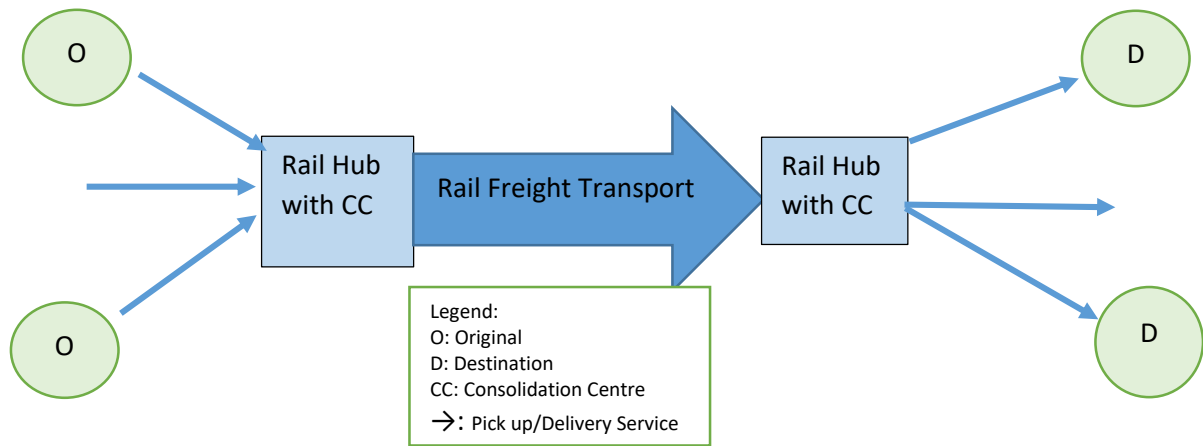 O
D
Rail Hub
with CC
Rail Freight Transport
Rail Hub
with CC
O
D
Legend:
O: Original
D: Destination
CC: Consolidation Centre
→: Pick up/Delivery Service